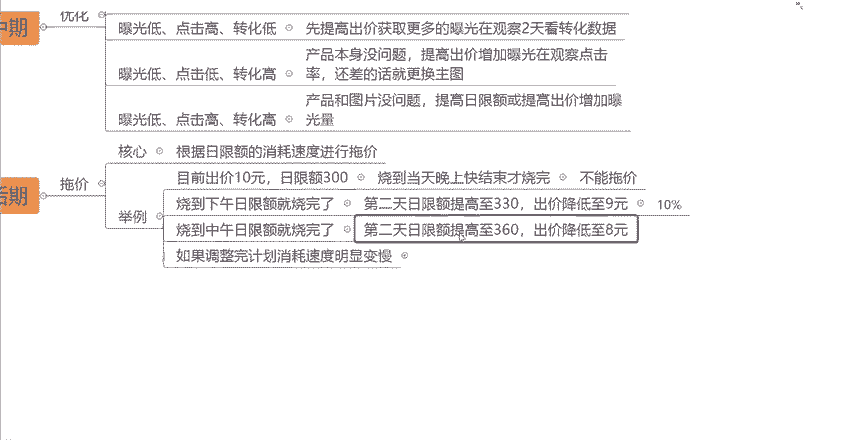 中期
优化
曝光低、点击高、转化低 先提高出价获取更多的曝光在观察2天看转化数据
产品本身没问题，提高出价增加曝光在观察点击
曝光低、点击低、转化高 率，还差的话就更换主图
产品和图片没问题，提高日限额或提高出价增加曝
曝光低、点击高、转化高 光量
核心 根据日限额的消耗速度进行拖价
后期
拖价
目前出价10元，日限额300 烧到当天晚上快结束才烧完 不能拖价
举例
烧到下午日限额就烧完了 第二天日限额提高至330，出价降低至9元 10%
烧到中午日限额就烧完了 第二天日限额提高至360，出价降低至8元
如果调整完计划消耗速度明显变慢